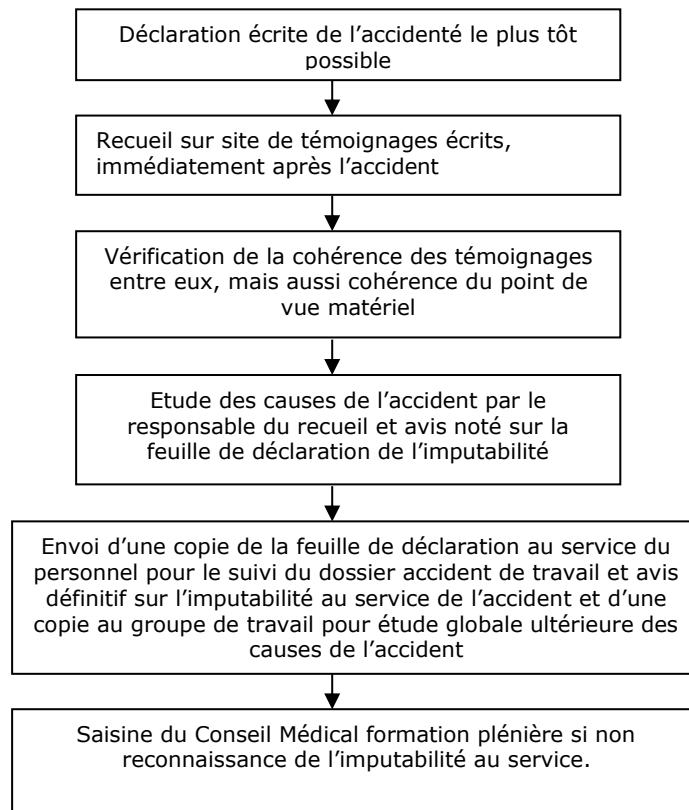 Déclaration écrite de l’accidenté le plus tôt
possible
Recueil sur site de témoignages écrits,
immédiatement après l’accident
Vérification de la cohérence des témoignages
entre eux, mais aussi cohérence du point de
vue matériel
Etude des causes de l’accident par le
responsable du recueil et avis noté sur la
feuille de déclaration de l’imputabilité
Envoi d’une copie de la feuille de déclaration au service du
personnel pour le suivi du dossier accident de travail et avis
définitif sur l’imputabilité au service de l’accident et d’une
copie au groupe de travail pour étude globale ultérieure des
causes de l’accident
Saisine du Conseil Médical formation plénière si non
reconnaissance de l’imputabilité au service.